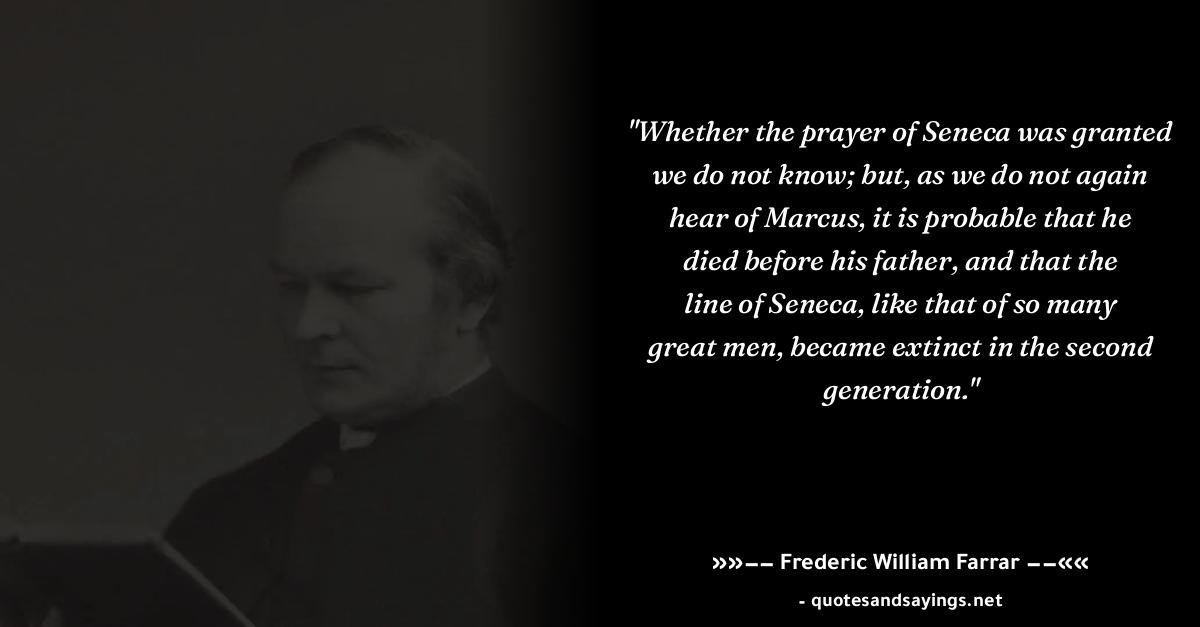 "Whether the prayer of Seneca was granted
we do not know; but, as we do not again
hear of Marcus, it is probable that he
died before his father, and that the
line of Seneca, like that of so many
great men, became extinct in the second
generation."
»»−− Frederic William Farrar −−««
- quotesandsayings.net